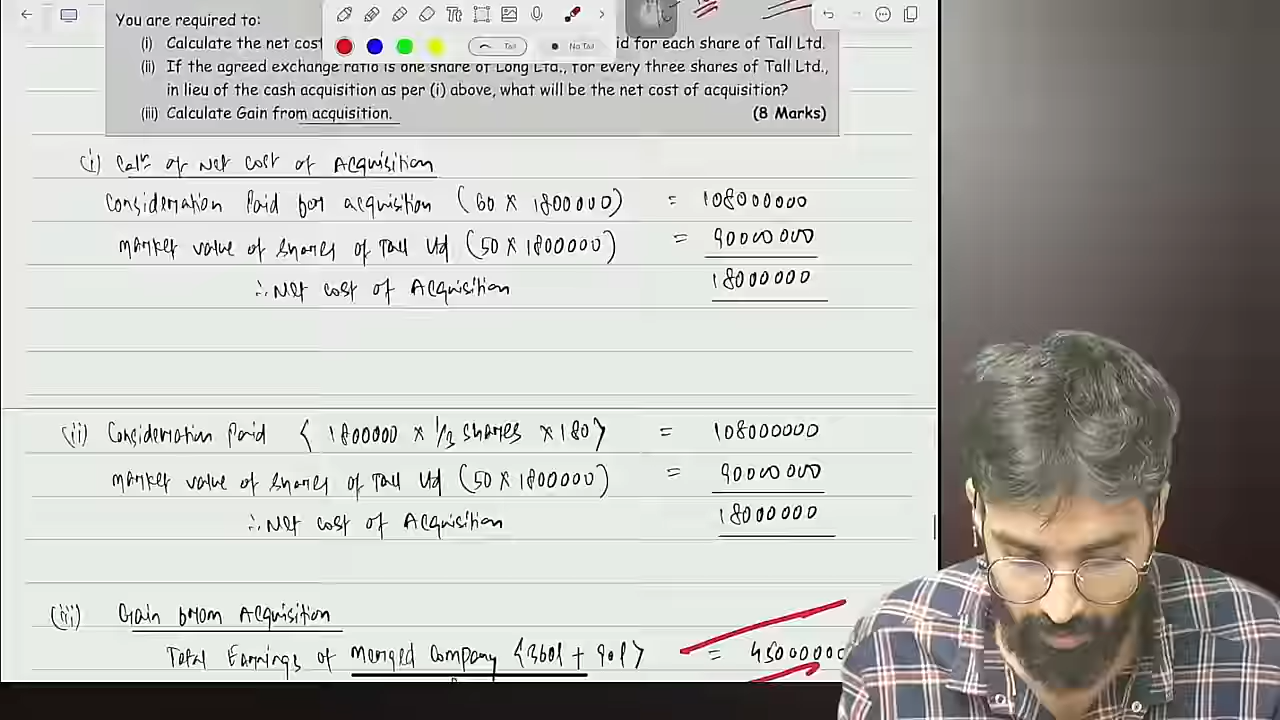 You are required to:
(i) Calculate the net cost id for each share of Tall Ltd.
(ii) If the agreed exchange ratio is one share of Long Ltd., for every three shares of Tall Ltd.,
in lieu of the cash acquisition as per (i) above, what will be the net cost of acquisition?
(iii) Calculate Gain from acquisition. (8 Marks)
Tt
Tail No Tail
(i) Calⁿ of Net Cost of Acquisition
Consideration Paid for acquisition (60 × 1800000) = 108000000
Market value of shares of Tall Ltd (50 × 1800000) = 90000000
∴ Net cost of Acquisition 18000000
(ii) Consideration Paid < 1800000 × 1/3 shares × 180 > = 108000000
Market value of shares of Tall Ltd (50 × 1800000) = 90000000
∴ Net cost of Acquisition 18000000
(iii) Gain from Acquisition
Total Earnings of merged company <360l + 90l> = 45000000